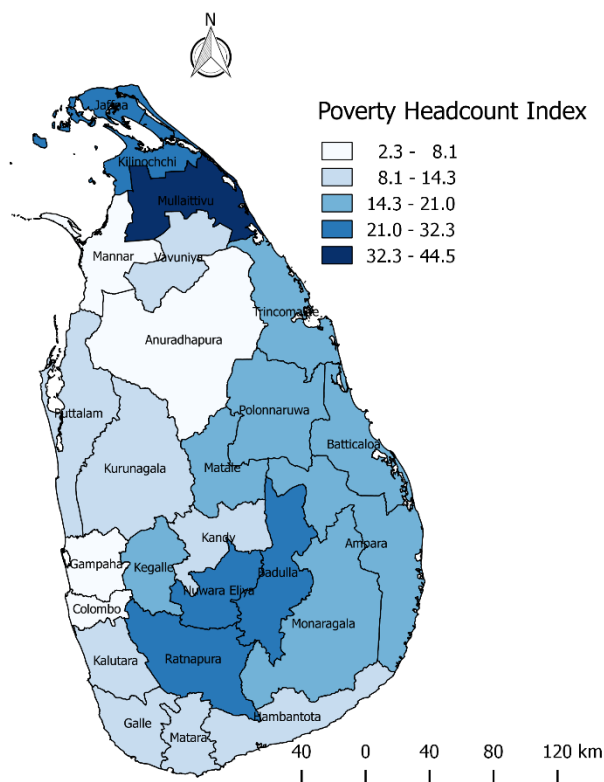 N
Poverty Headcount Index
2.3 - 8.1
8.1 - 14.3
14.3 - 21.0
21.0 - 32.3
32.3 - 44.5
Jaffna
Kilinochchi
Mullaittivu
Mannar
Vavuniya
Trincomalee
Anuradhapura
Puttalam
Polonnaruwa
Batticaloa
Kurunagala
Matale
Kandy
Ampara
Gampaha
Kegalle
Badulla
Nuwara Eliya
Colombo
Monaragala
Kalutara
Ratnapura
Hambantota
Galle
Matara
40 0 40 80 120 km